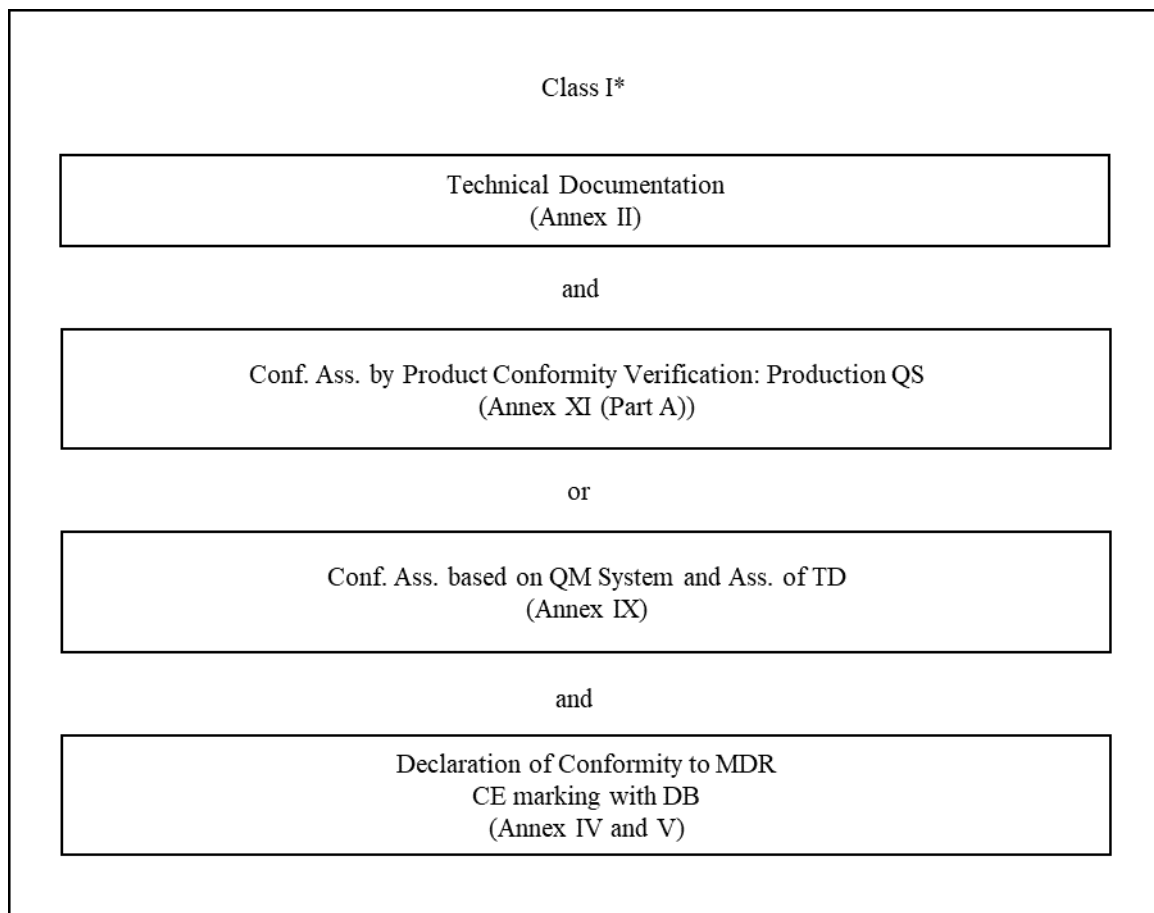 Class I*
Technical Documentation
(Annex II)
and
Conf. Ass. by Product Conformity Verification: Production QS
(Annex XI (Part A))
or
Conf. Ass. based on QM System and Ass. of TD
(Annex IX)
and
Declaration of Conformity to MDR
CE marking with DB
(Annex IV and V)